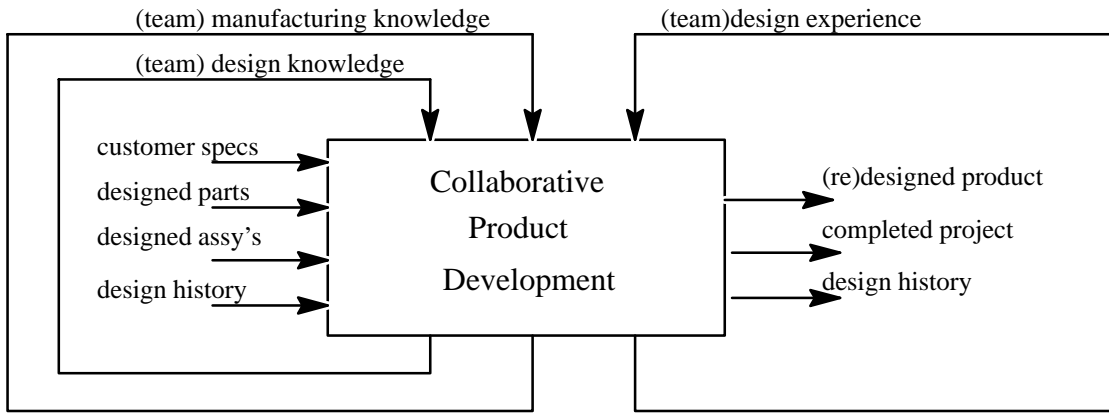 (team) manufacturing knowledge
(team)design experience
(team) design knowledge
customer specs
designed parts
designed assy's
design history
Collaborative
Product
Development
(re)designed product
completed project
design history